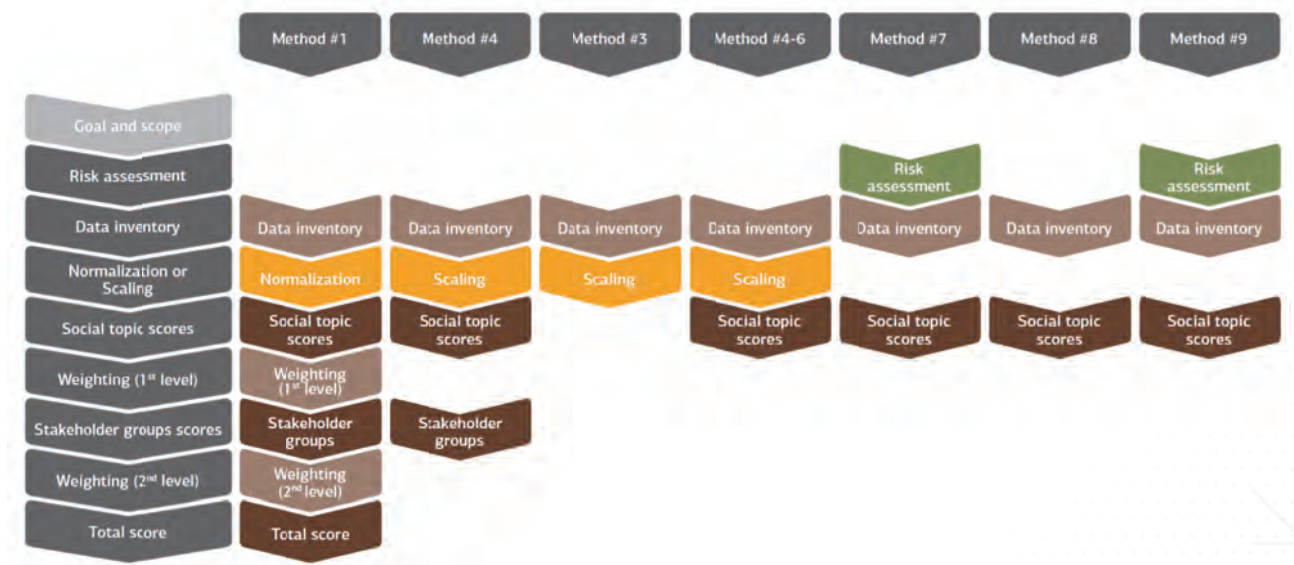 Method #1
Method #4
Method #3
Method #4-6
Method #7
Method #8
Method #9
Goal and scope
Risk assessment
Risk
assessment
Risk
assessment
Data inventory
Data inventory
Data inventory
Data inventory
Data inventory
Data inventory
Data inventory
Data inventory
Normalization or
Scaling
Normalization
Scaling
Scaling
Scaling
Social topic scores
Social topic
scores
Social topic
scores
Social topic
scores
Social topic
scores
Social topic
scores
Social topic
scores
Weighting (1st level)
Weighting
(1st level)
Stakeholder groups scores
Stakeholder
groups
Stakeholder
groups
Weighting (2nd level)
Weighting
(2nd level)
Total score
Total score